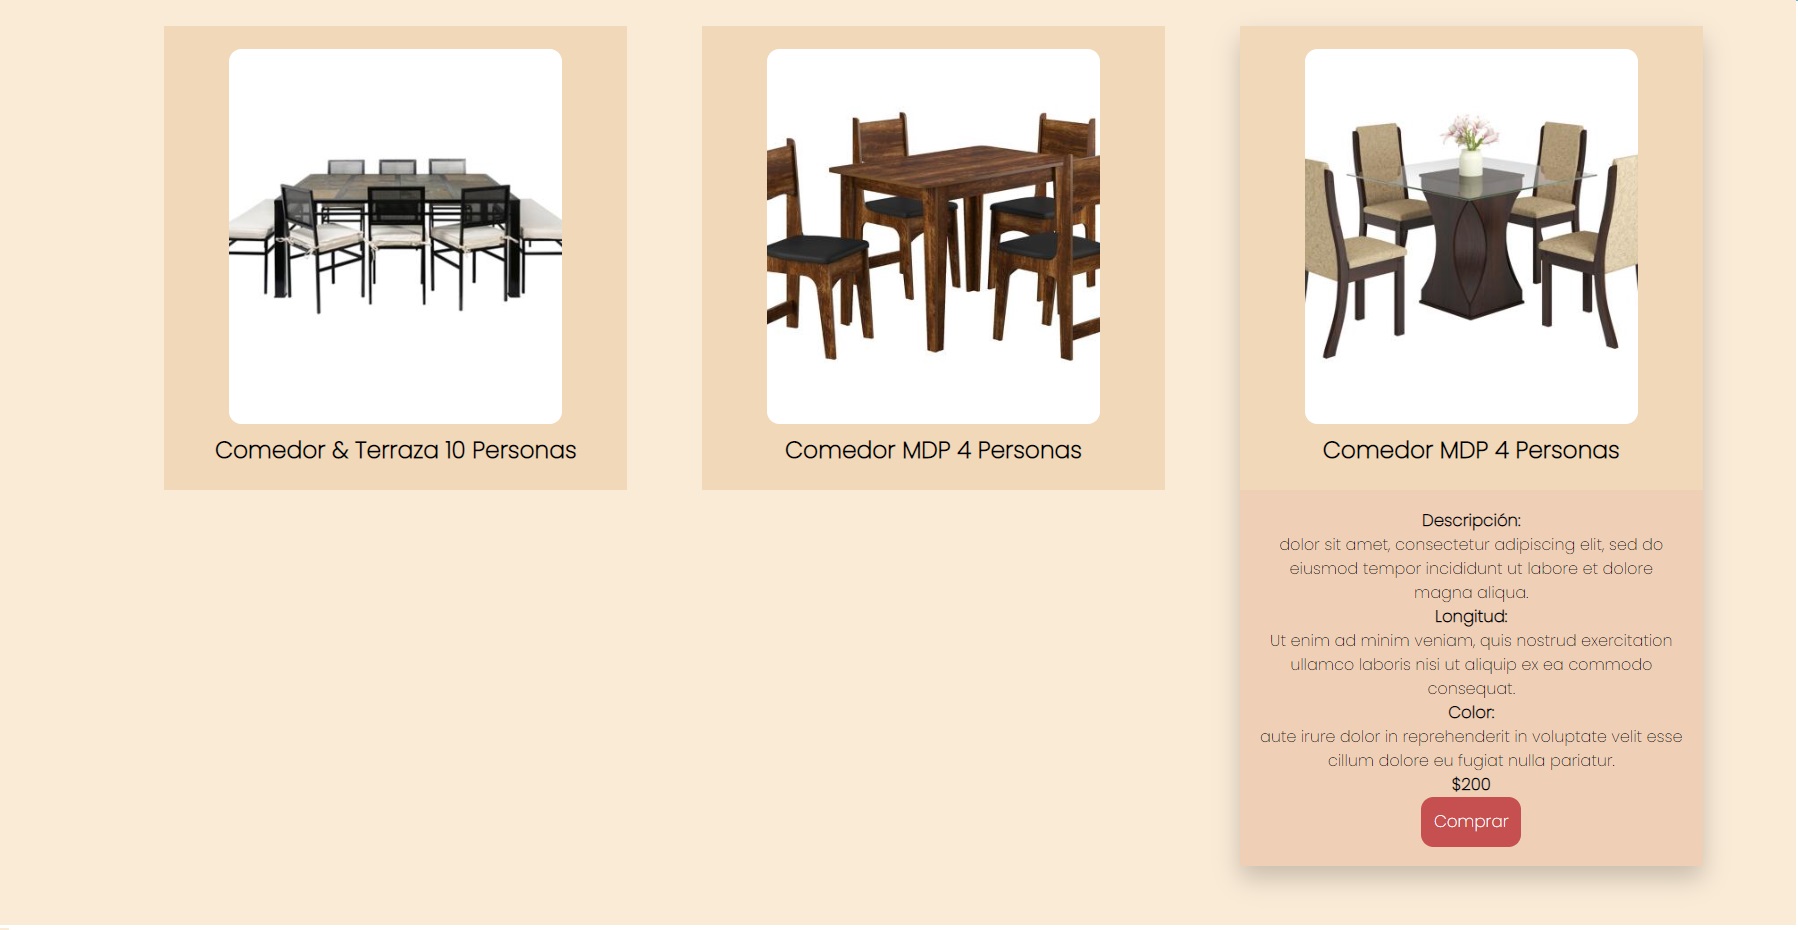 Comedor & Terraza 10 Personas
Comedor MDP 4 Personas
Comedor MDP 4 Personas
Descripción:
dolor sit amet, consectetur adipiscing elit, sed do
eiusmod tempor incididunt ut labore et dolore
magna aliqua.
Longitud:
Ut enim ad minim veniam, quis nostrud exercitation
ullamco laboris nisi ut aliquip ex ea commodo
consequat.
Color:
aute irure dolor in reprehenderit in voluptate velit esse
cillum dolore eu fugiat nulla pariatur.
$200
Comprar